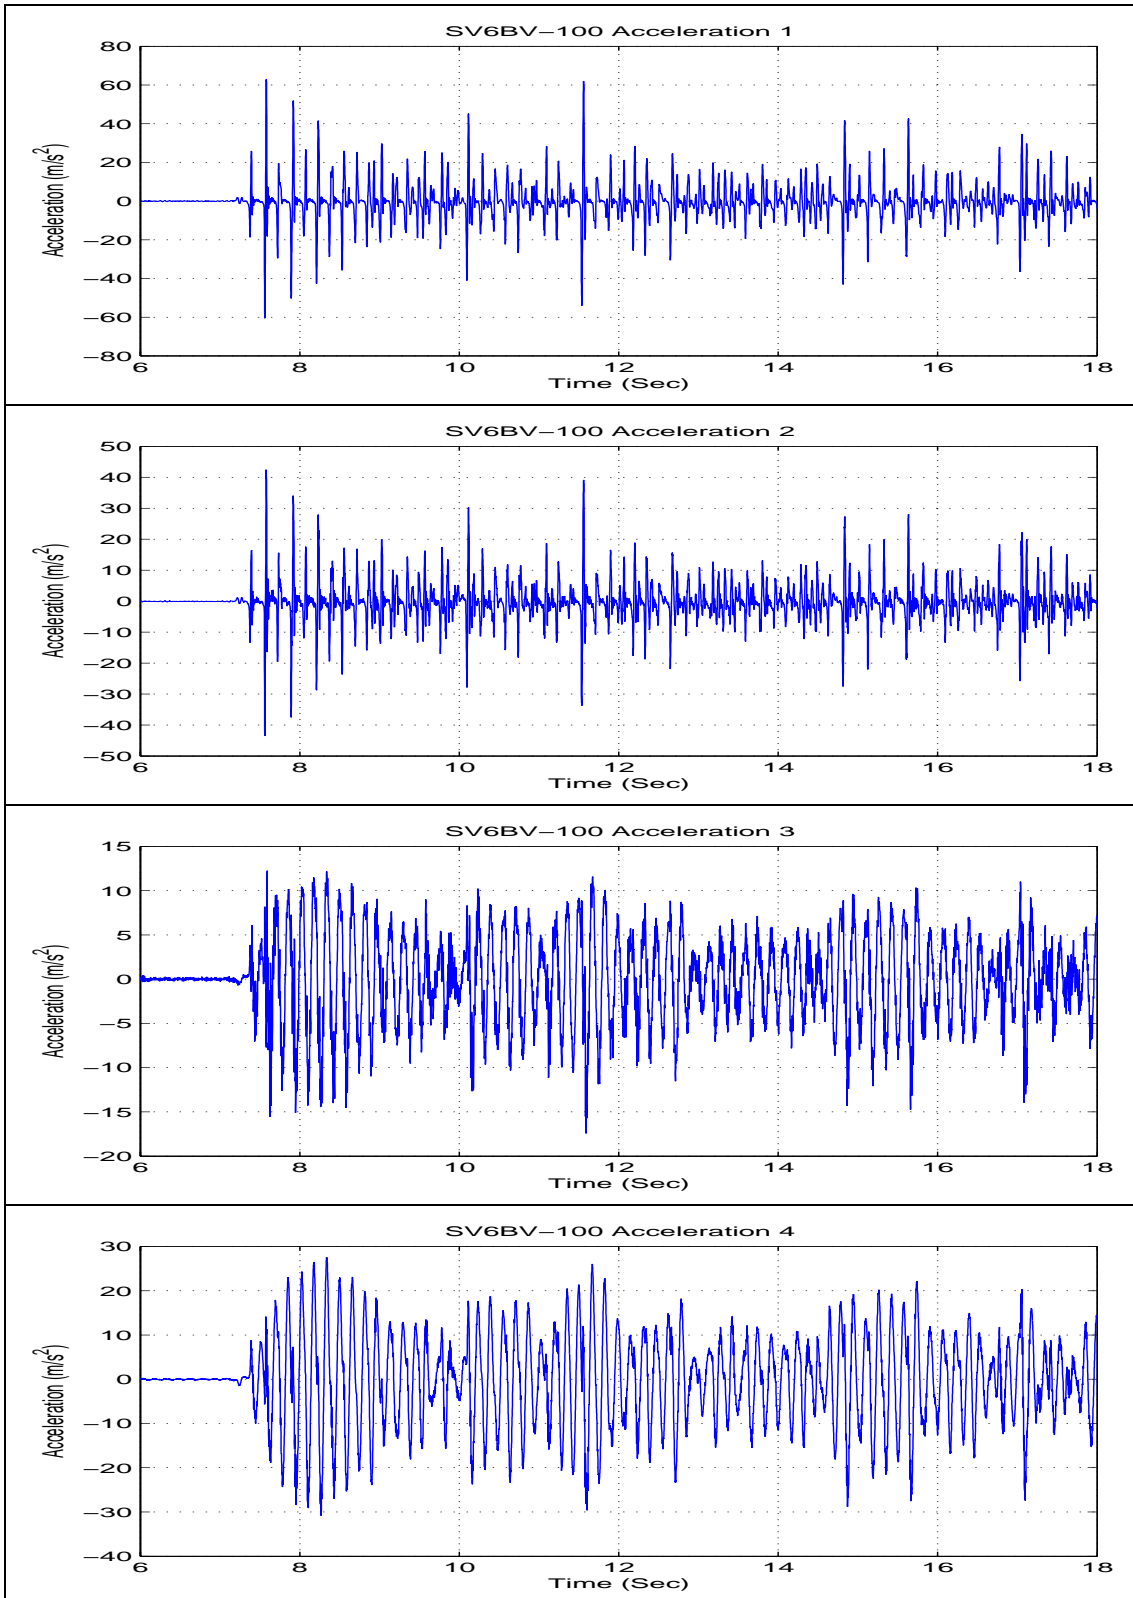 SV6BV−100 Acceleration 1
80
60
40
20
0
−20
−40
−60
−80
Acceleration (m/s²)
6 8 10 12 14 16 18
Time (Sec)
SV6BV−100 Acceleration 2
50
40
30
20
10
0
−10
−20
−30
−40
−50
Acceleration (m/s²)
6 8 10 12 14 16 18
Time (Sec)
SV6BV−100 Acceleration 3
15
10
5
0
−5
−10
−15
−20
Acceleration (m/s²)
6 8 10 12 14 16 18
Time (Sec)
SV6BV−100 Acceleration 4
30
20
10
0
−10
−20
−30
−40
Acceleration (m/s²)
6 8 10 12 14 16 18
Time (Sec)